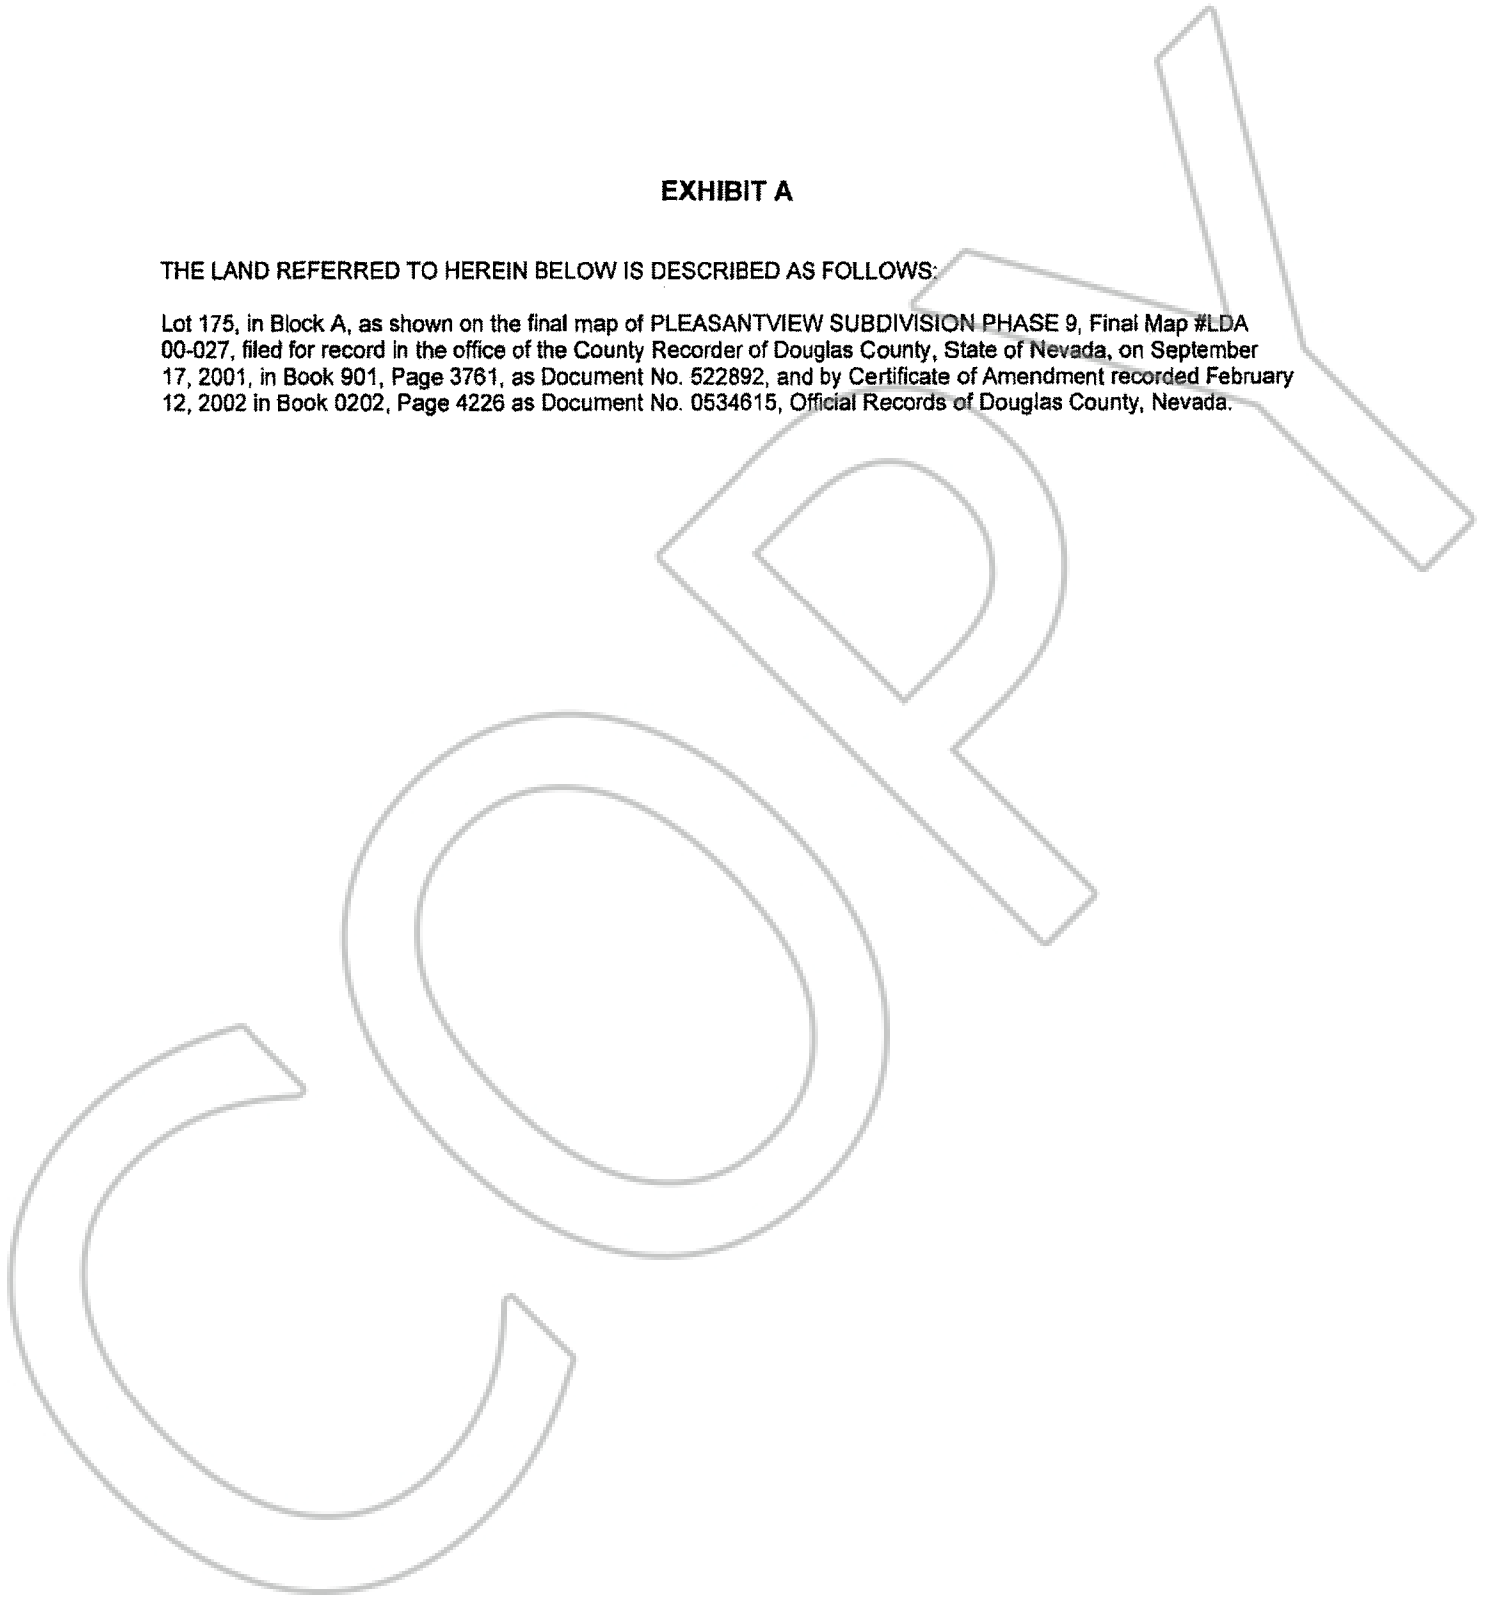 EXHIBIT A
THE LAND REFERRED TO HEREIN BELOW IS DESCRIBED AS FOLLOWS:
Lot 175, in Block A, as shown on the final map of PLEASANTVIEW SUBDIVISION PHASE 9, Final Map #LDA
00-027, filed for record in the office of the County Recorder of Douglas County, State of Nevada, on September
17, 2001, in Book 901, Page 3761, as Document No. 522892, and by Certificate of Amendment recorded February
12, 2002 in Book 0202, Page 4226 as Document No. 0534615, Official Records of Douglas County, Nevada.
COPY